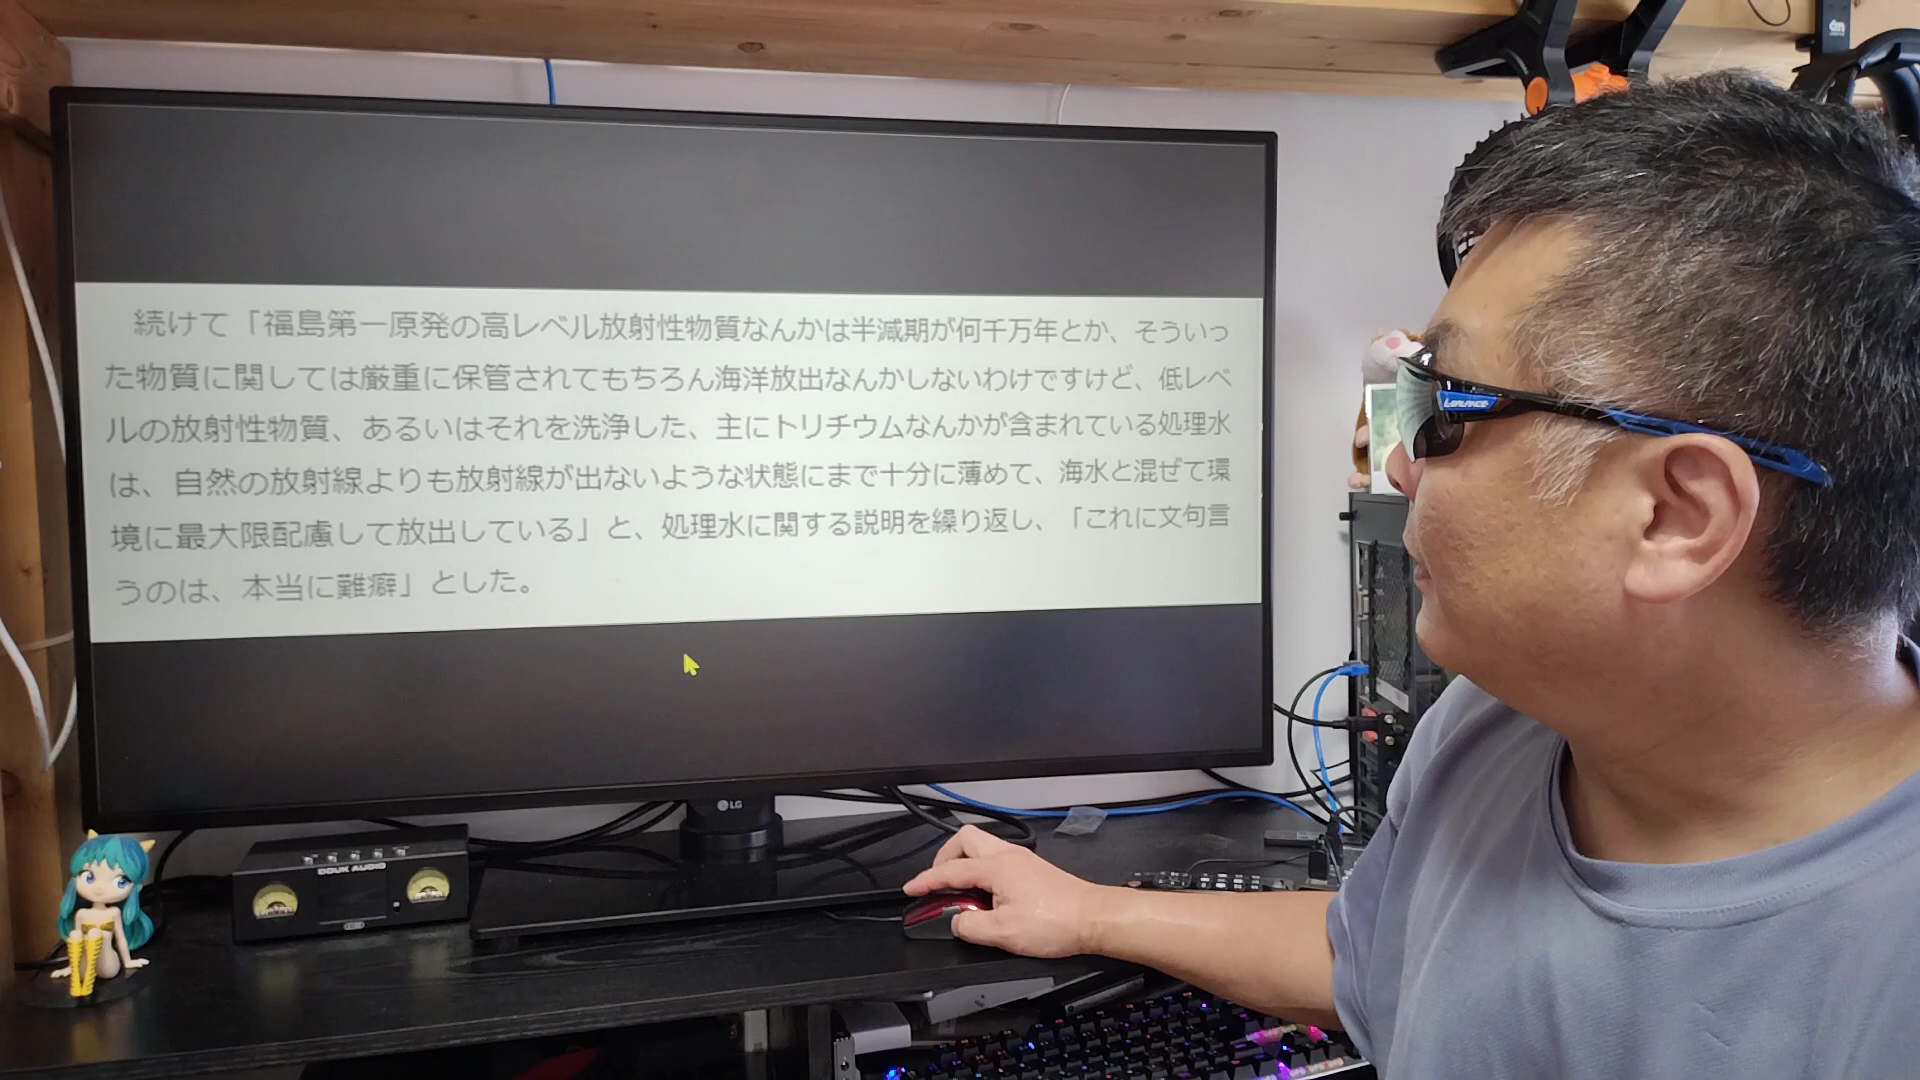 続けて「福島第一原発の高レベル放射性物質なんかは半減期が何千万年とか、そういっ
た物質に関しては厳重に保管されてもちろん海洋放出なんかしないわけですけど、低レベ
ルの放射性物質、あるいはそれを洗浄した、主にトリチウムなんかが含まれている処理水
は、自然の放射線よりも放射線が出ないような状態にまで十分に薄めて、海水と混ぜて環
境に最大限配慮して放出している」と、処理水に関する説明を繰り返し、「これに文句言
うのは、本当に難癖」とした。
LG
DOUK AUDIO